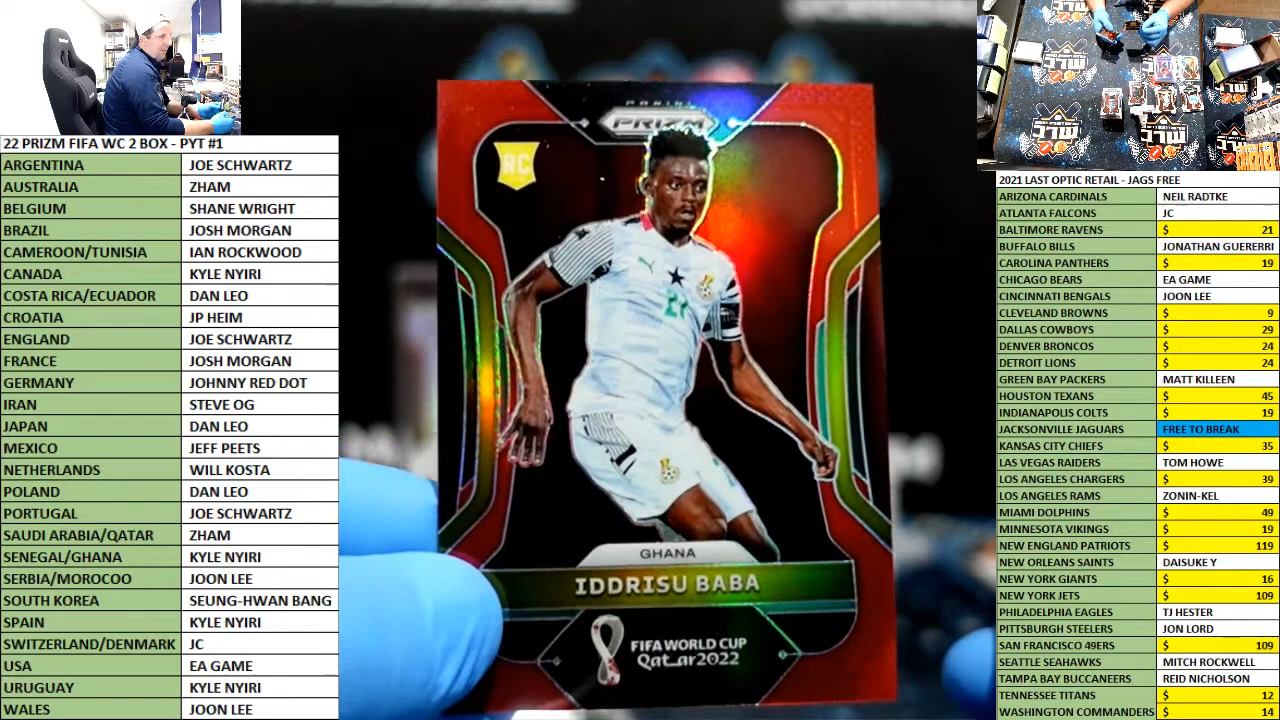 22 PRIZM FIFA WC 2 BOX - PYT #1
ARGENTINA JOE SCHWARTZ
AUSTRALIA ZHAM
BELGIUM SHANE WRIGHT
BRAZIL JOSH MORGAN
CAMEROON/TUNISIA IAN ROCKWOOD
CANADA KYLE NYIRI
COSTA RICA/ECUADOR DAN LEO
CROATIA JP HEIM
ENGLAND JOE SCHWARTZ
FRANCE JOSH MORGAN
GERMANY JOHNNY RED DOT
IRAN STEVE OG
JAPAN DAN LEO
MEXICO JEFF PEETS
NETHERLANDS WILL KOSTA
POLAND DAN LEO
PORTUGAL JOE SCHWARTZ
SAUDI ARABIA/QATAR ZHAM
SENEGAL/GHANA KYLE NYIRI
SERBIA/MOROCOO JOON LEE
SOUTH KOREA SEUNG-HWAN BANG
SPAIN KYLE NYIRI
SWITZERLAND/DENMARK JC
USA EA GAME
URUGUAY KYLE NYIRI
WALES JOON LEE
PANINI
PRIZM
RC
21
GHANA
IDDRISU BABA
FIFA WORLD CUP
Qatar2022
2021 LAST OPTIC RETAIL - JAGS FREE
ARIZONA CARDINALS NEIL RADTKE
ATLANTA FALCONS JC
BALTIMORE RAVENS $ 21
BUFFALO BILLS JONATHAN GUERERRI
CAROLINA PANTHERS $ 19
CHICAGO BEARS EA GAME
CINCINNATI BENGALS JOON LEE
CLEVELAND BROWNS $ 9
DALLAS COWBOYS $ 29
DENVER BRONCOS $ 24
DETROIT LIONS $ 24
GREEN BAY PACKERS MATT KILLEEN
HOUSTON TEXANS $ 45
INDIANAPOLIS COLTS $ 19
JACKSONVILLE JAGUARS FREE TO BREAK
KANSAS CITY CHIEFS $ 35
LAS VEGAS RAIDERS TOM HOWE
LOS ANGELES CHARGERS $ 39
LOS ANGELES RAMS ZONIN-KEL
MIAMI DOLPHINS $ 49
MINNESOTA VIKINGS $ 19
NEW ENGLAND PATRIOTS $ 119
NEW ORLEANS SAINTS DAISUKE Y
NEW YORK GIANTS $ 16
NEW YORK JETS $ 109
PHILADELPHIA EAGLES TJ HESTER
PITTSBURGH STEELERS JON LORD
SAN FRANCISCO 49ERS $ 109
SEATTLE SEAHAWKS MITCH ROCKWELL
TAMPA BAY BUCCANEERS REID NICHOLSON
TENNESSEE TITANS $ 12
WASHINGTON COMMANDERS $ 14